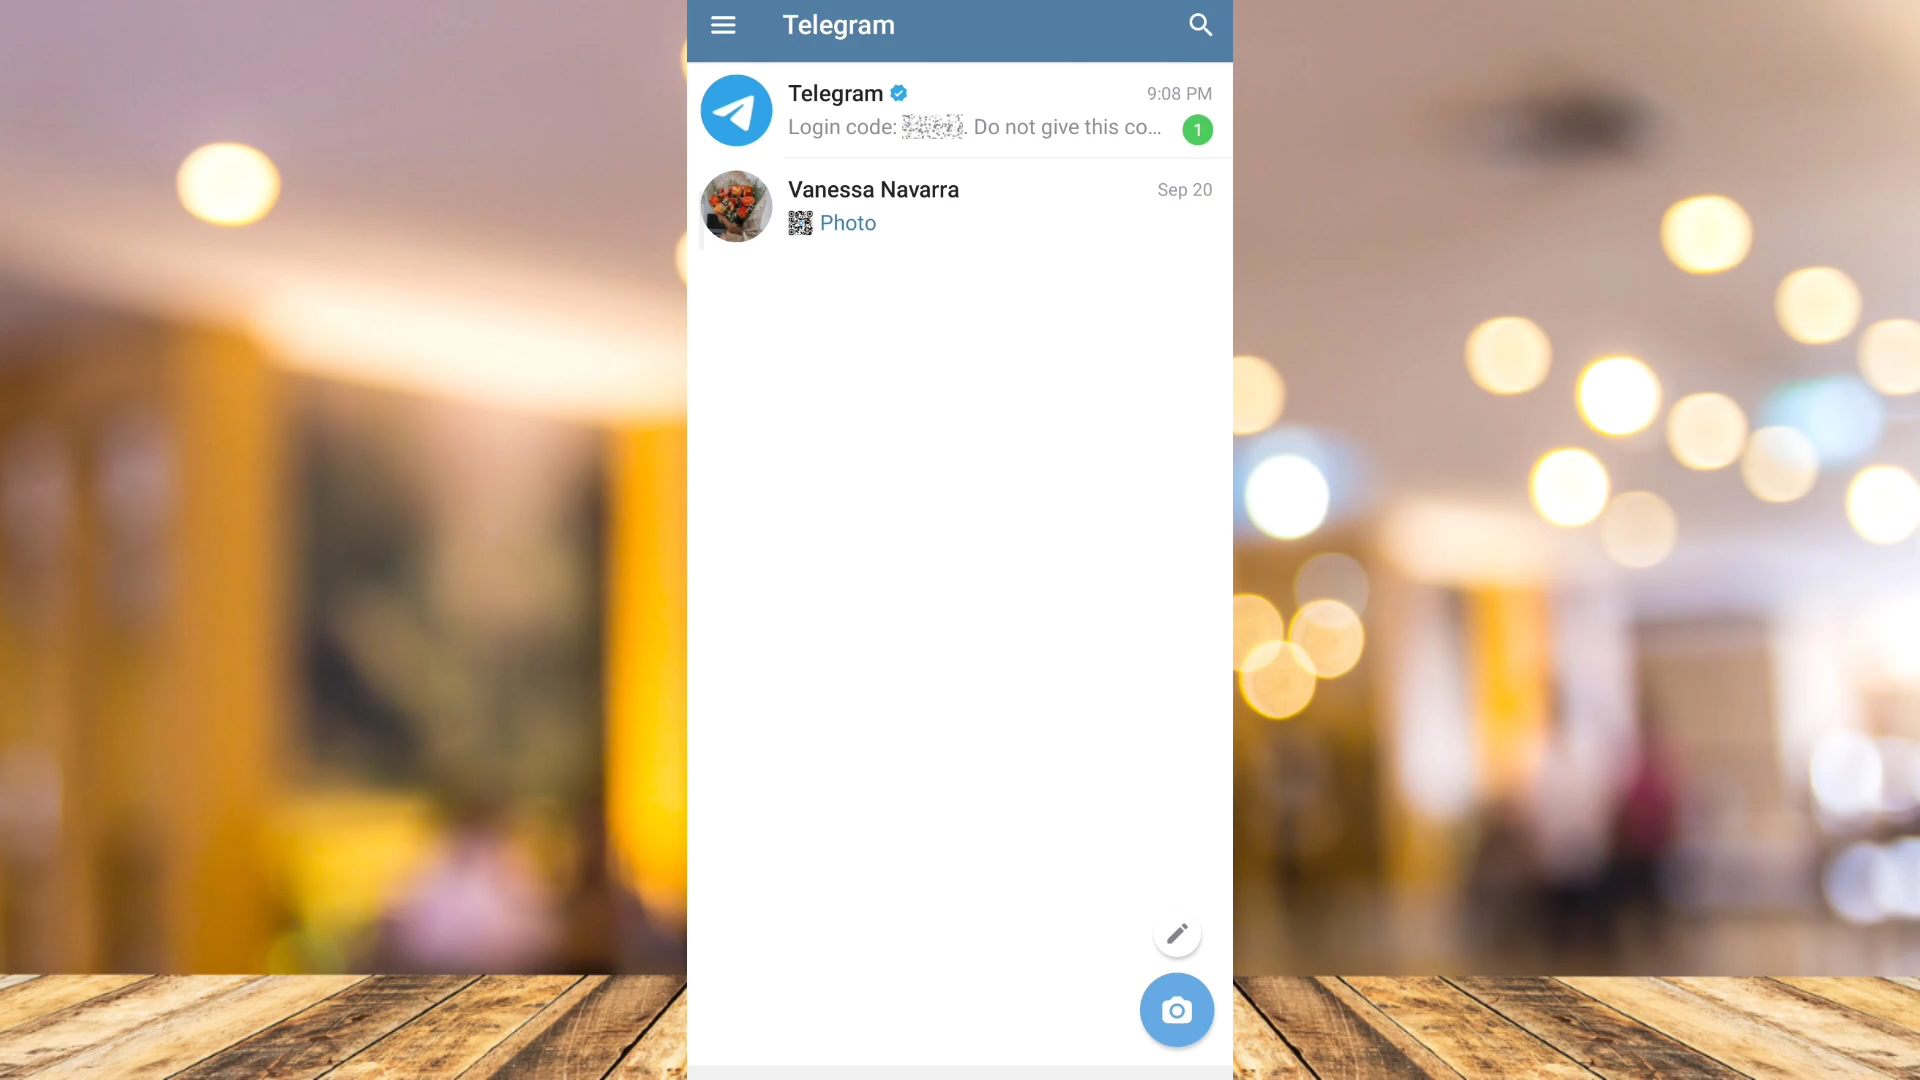 Telegram
Telegram
9:08 PM
Login code: . Do not give this co...
1
Vanessa Navarra
Sep 20
Photo